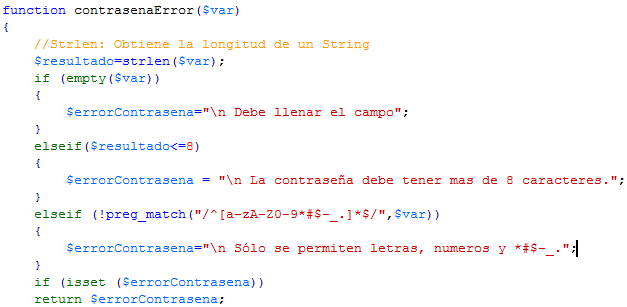 function contrasenaError($var)
{
//Strlen: Obtiene la longitud de un String
$resultado=strlen($var);
if (empty($var))
{
$errorContrasena="\n Debe llenar el campo";
}
elseif($resultado<=8)
{
$errorContrasena = "\n La contraseña debe tener mas de 8 caracteres.";
}
elseif (!preg_match("/^[a-zA-Z0-9*#$-_.]*$/",$var))
{
$errorContrasena="\n Sólo se permiten letras, numeros y *#$-_.";
}
if (isset ($errorContrasena))
return $errorContrasena;